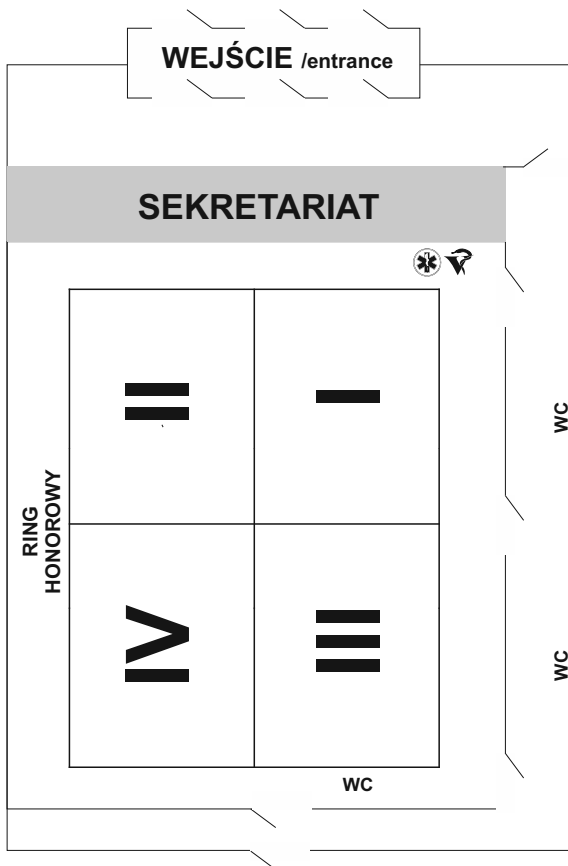 WEJŚCIE /entrance
SEKRETARIAT
II
I
WC
RING
HONOROWY
IV
III
WC
WC